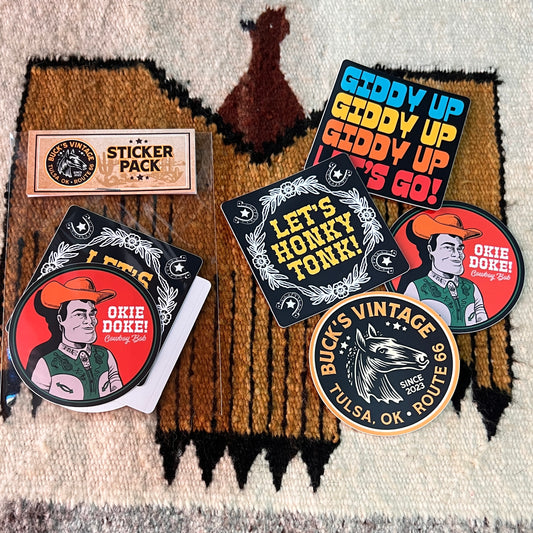 BUCK'S VINTAGE
TULSA, OK • ROUTE 66
STICKER
PACK
LET'S
OKIE
DOKE!
Cowboy Bob
GIDDY UP
GIDDY UP
GIDDY UP
LET'S GO!
LET'S
HONKY
TONK!
OKIE
DOKE!
Cowboy Bob
BUCK'S VINTAGE
SINCE
2023
TULSA, OK • ROUTE 66